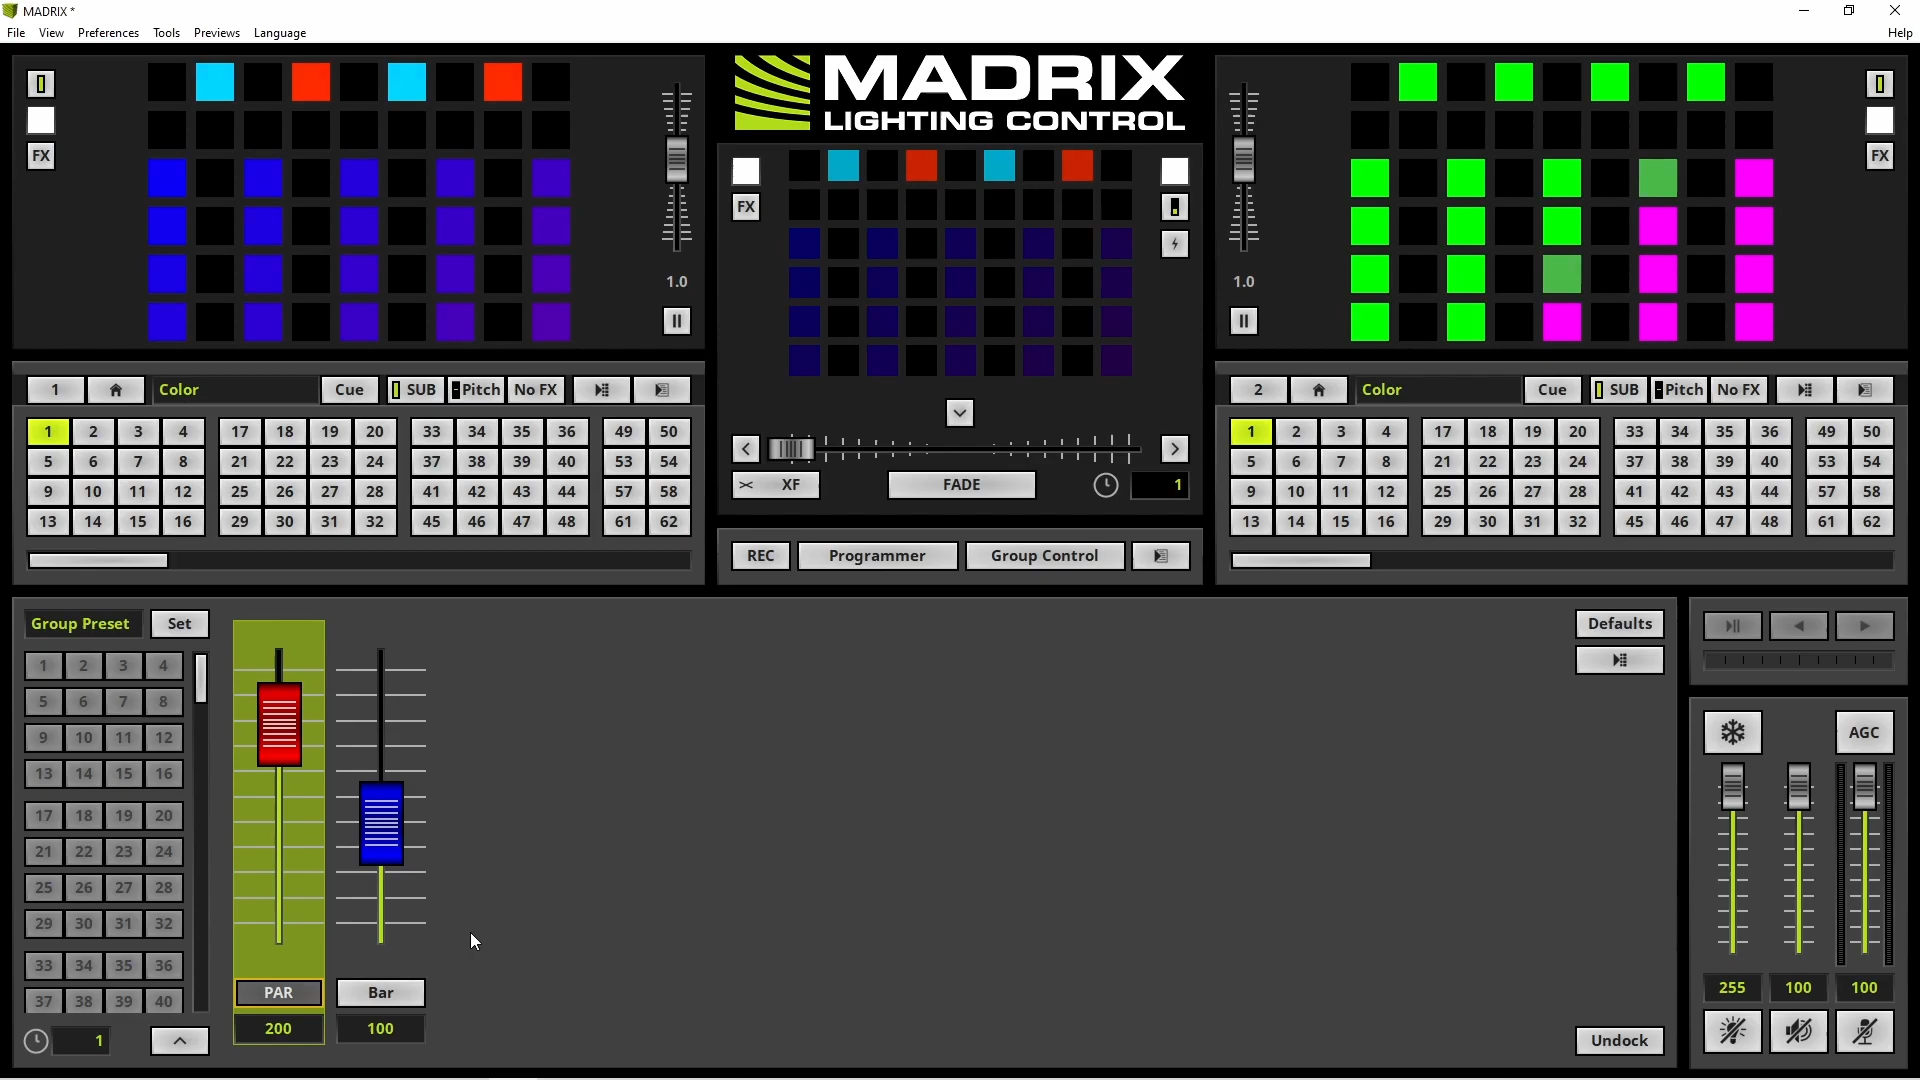 MADRIX *
File View Preferences Tools Previews Language Help
MADRIX
LIGHTING CONTROL
FX
1.0
FX
FX
1.0
1 Color Cue SUB Pitch No FX
1 2 3 4 17 18 19 20 33 34 35 36 49 50
5 6 7 8 21 22 23 24 37 38 39 40 53 54
9 10 11 12 25 26 27 28 41 42 43 44 57 58
13 14 15 16 29 30 31 32 45 46 47 48 61 62
XF FADE 1
REC Programmer Group Control
2 Color Cue SUB Pitch No FX
1 2 3 4 17 18 19 20 33 34 35 36 49 50
5 6 7 8 21 22 23 24 37 38 39 40 53 54
9 10 11 12 25 26 27 28 41 42 43 44 57 58
13 14 15 16 29 30 31 32 45 46 47 48 61 62
Group Preset Set
1 2 3 4
5 6 7 8
9 10 11 12
13 14 15 16
17 18 19 20
21 22 23 24
25 26 27 28
29 30 31 32
33 34 35 36
37 38 39 40
1
PAR Bar
200 100
Defaults
Undock
AGC
255 100 100